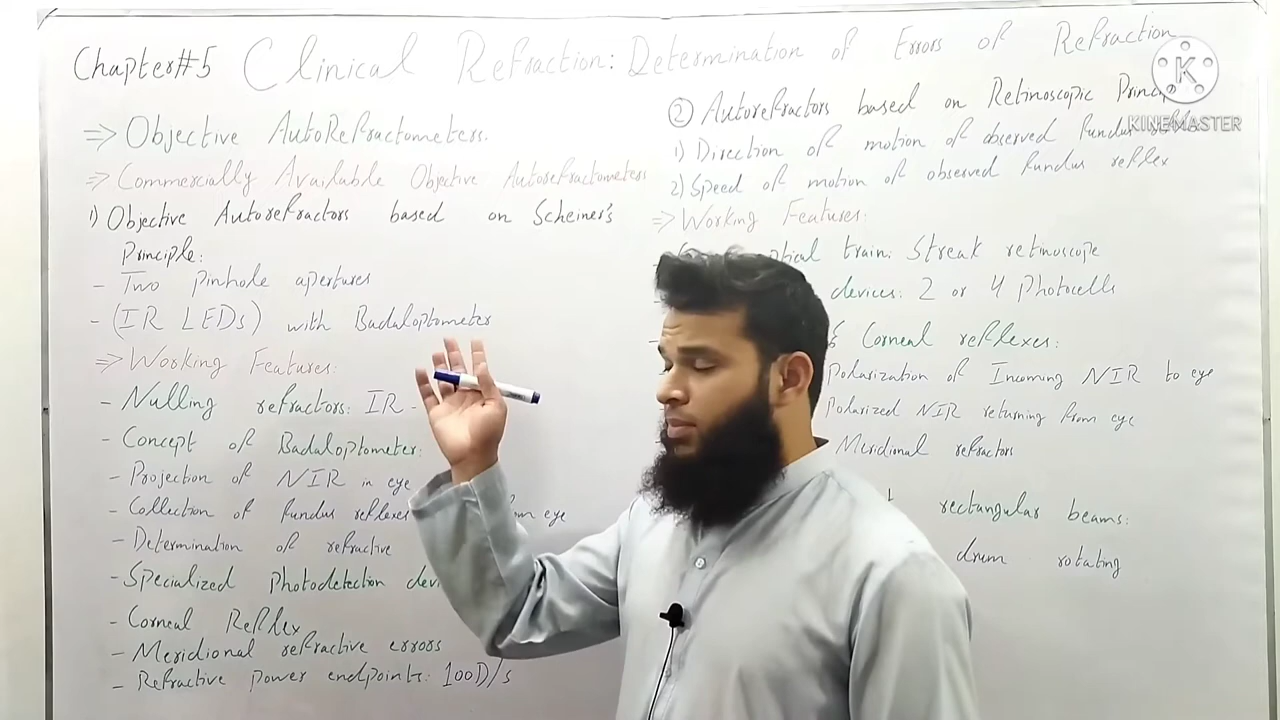 Chapter#5 Clinical Refraction: Determination of Errors of Refraction
=> Objective AutoRefractometers.
=> Commercially Available Objective Autorefractometers
1) Objective Autorefractors based on Scheiner's
Principle:
- Two pinhole apertures
- (IR LEDs) with Badaloptometer
=> Working Features:
- Nulling refractors: IR -
- Concept of Badaloptometer:
- Projection of NIR in eye
- Collection of fundus reflexes from eye
- Determination of refractive
- Specialized photodetection
- Corneal Reflex
- Meridional refractive errors
- Refractive power endpoints: 100D/s
② Autorefractors based on Retinoscopic
1) Direction of motion of observed fundus
2) Speed of motion of observed fundus reflex
=> Working Features:
optical train: Streak retinoscope
devices: 2 or 4 Photocells
Corneal reflexes:
Polarization of Incoming NIR to eye
Polarized NIR returning from eye
Meridional refractors
rectangular beams:
drum rotating
K
KINEMASTER